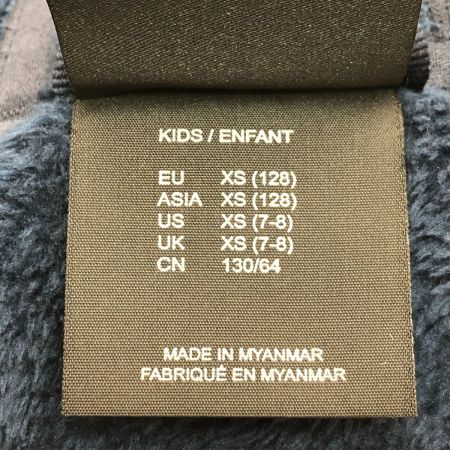 KIDS / ENFANT
EU XS (128)
ASIA XS (128)
US XS (7-8)
UK XS (7-8)
CN 130/64
MADE IN MYANMAR
FABRIQUÉ EN MYANMAR